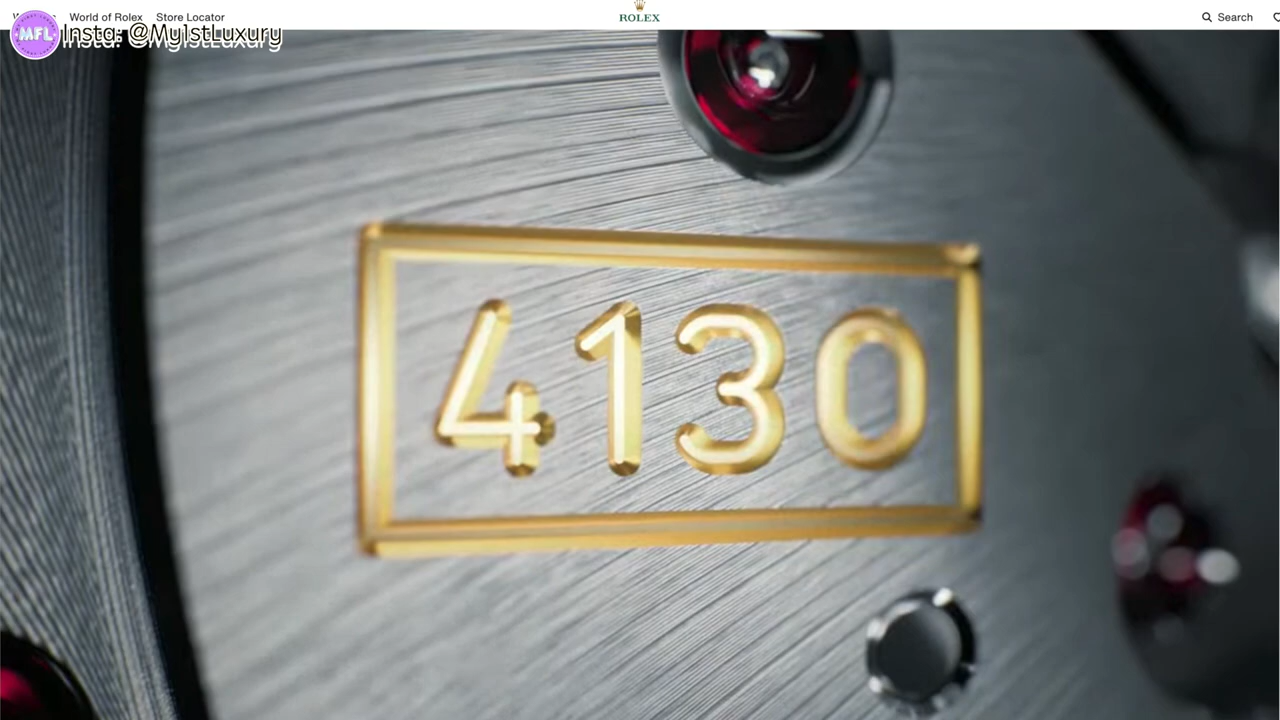 World of Rolex Store Locator
ROLEX
Search
MFL
Insta: @My1stLuxury
4130